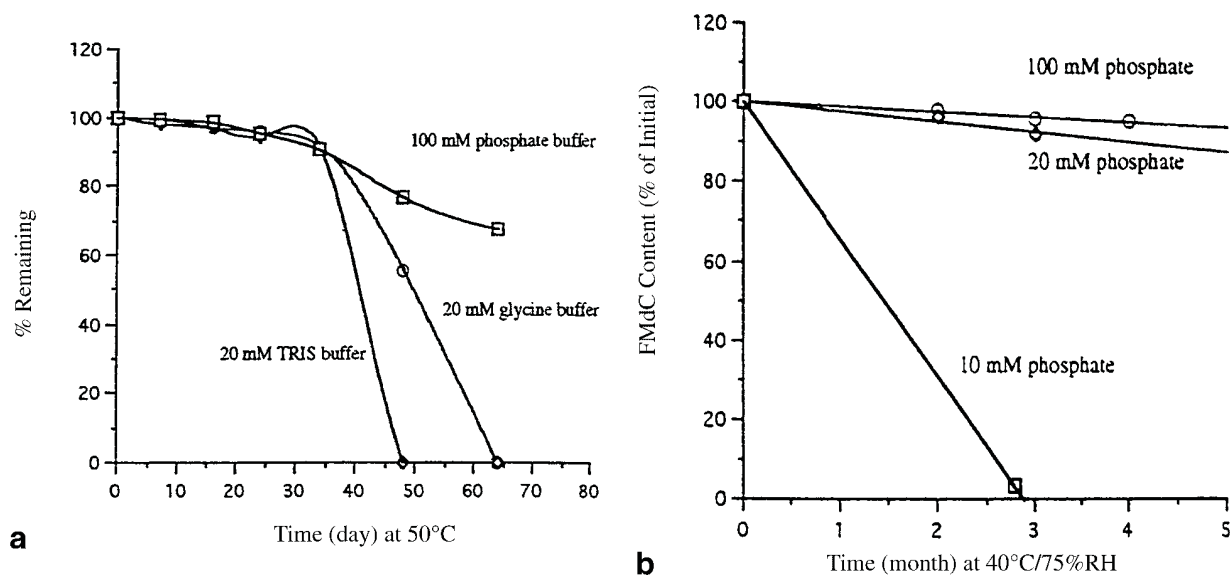 120
100
80
60
40
20
0
% Remaining
100 mM phosphate buffer
20 mM glycine buffer
20 mM TRIS buffer
0 10 20 30 40 50 60 70 80
Time (day) at 50°C
a
120
100
80
60
40
20
0
FMdC Content (% of Initial)
100 mM phosphate
20 mM phosphate
10 mM phosphate
0 1 2 3 4 5
Time (month) at 40°C/75%RH
b